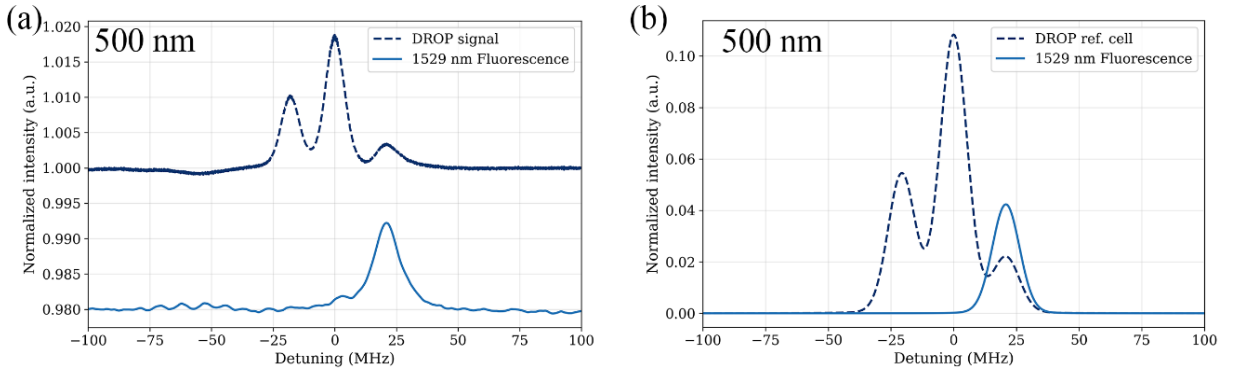 (a)
500 nm
DROP signal
1529 nm Fluorescence
Normalized intensity (a.u.)
1.020
1.015
1.010
1.005
1.000
0.995
0.990
0.985
0.980
−100 −75 −50 −25 0 25 50 75 100
Detuning (MHz)
(b)
500 nm
DROP ref. cell
1529 nm Fluorescence
Normalized intensity (a.u.)
0.10
0.08
0.06
0.04
0.02
0.00
−100 −75 −50 −25 0 25 50 75 100
Detuning (MHz)